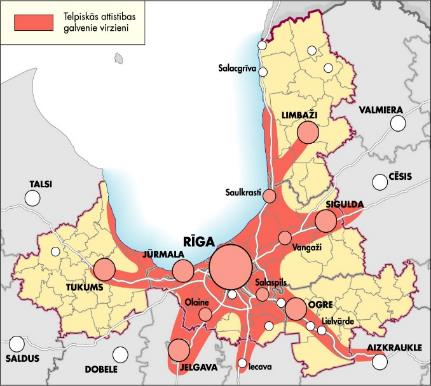 Telpiskās attīstības
galvenie virzieni
Salacgrīva
LIMBAŽI
VALMIERA
TALSI
CĒSIS
Saulkrasti
SIGULDA
RĪGA
Vangaži
JŪRMALA
TUKUMS
Salaspils
Olaine
OGRE
Lielvārde
AIZKRAUKLE
SALDUS
DOBELE
JELGAVA
Iecava